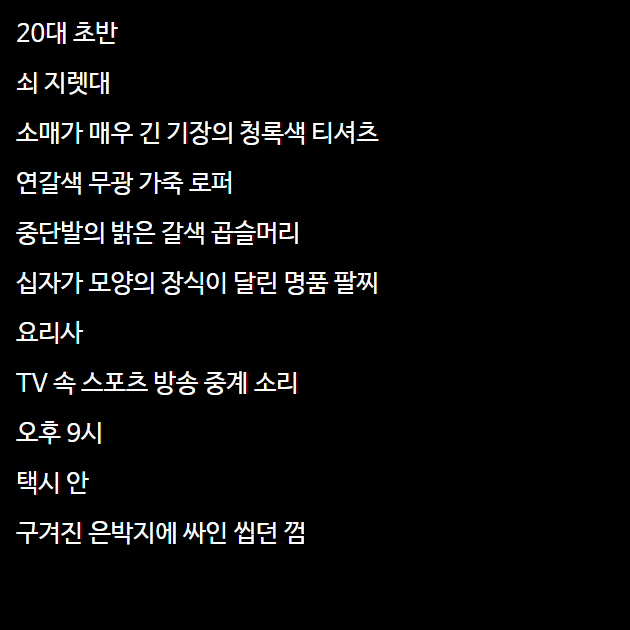 20대 초반
쇠 지렛대
소매가 매우 긴 기장의 청록색 티셔츠
연갈색 무광 가죽 로퍼
중단발의 밝은 갈색 곱슬머리
십자가 모양의 장식이 달린 명품 팔찌
요리사
TV 속 스포츠 방송 중계 소리
오후 9시
택시 안
구겨진 은박지에 싸인 씹던 껌